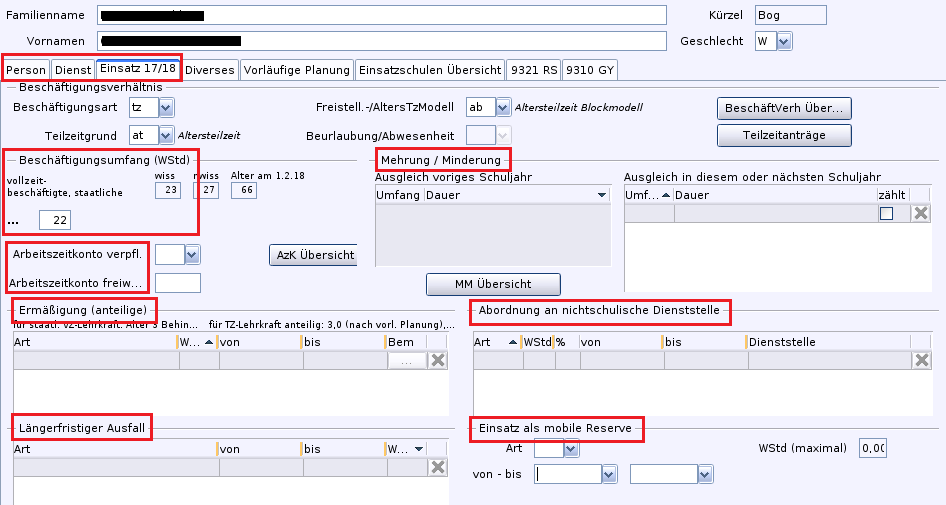 Familienname Kürzel Bog
Vornamen Geschlecht W
Person Dienst Einsatz 17/18 Diverses Vorläufige Planung Einsatzschulen Übersicht 9321 RS 9310 GY
Beschäftigungsverhältnis
Beschäftigungsart tz Freistell.-/AltersTzModell ab Altersteilzeit Blockmodell BeschäftVerh Über...
Teilzeitgrund at Altersteilzeit Beurlaubung/Abwesenheit Teilzeitanträge
Beschäftigungsumfang (WStd) Mehrung / Minderung
wiss nwiss Alter am 1.2.18 Ausgleich voriges Schuljahr Ausgleich in diesem oder nächsten Schuljahr
vollzeit-
beschäftigte, staatliche 23 27 66 Umfang Dauer Umf... Dauer zählt
... 22
Arbeitszeitkonto verpfl. AzK Übersicht
Arbeitszeitkonto freiw... MM Übersicht
Ermäßigung (anteilige) Abordnung an nichtschulische Dienststelle
für staatl. VZ-Lehrkraft: Alter 3 Behin... für TZ-Lehrkraft anteilig: 3,0 (nach vorl. Planung),...
Art W... von bis Bem Art WStd % von bis Dienststelle
...
Längerfristiger Ausfall Einsatz als mobile Reserve
Art von bis W... Art WStd (maximal) 0,00
von - bis